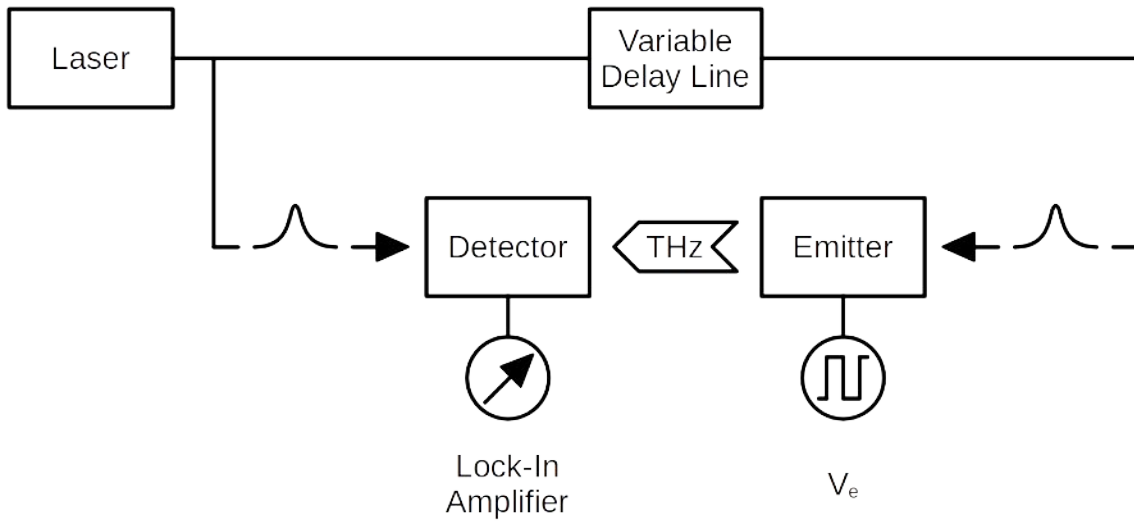 Laser
Variable
Delay Line
Detector
THz
Emitter
Lock-In
Amplifier
Vₑ